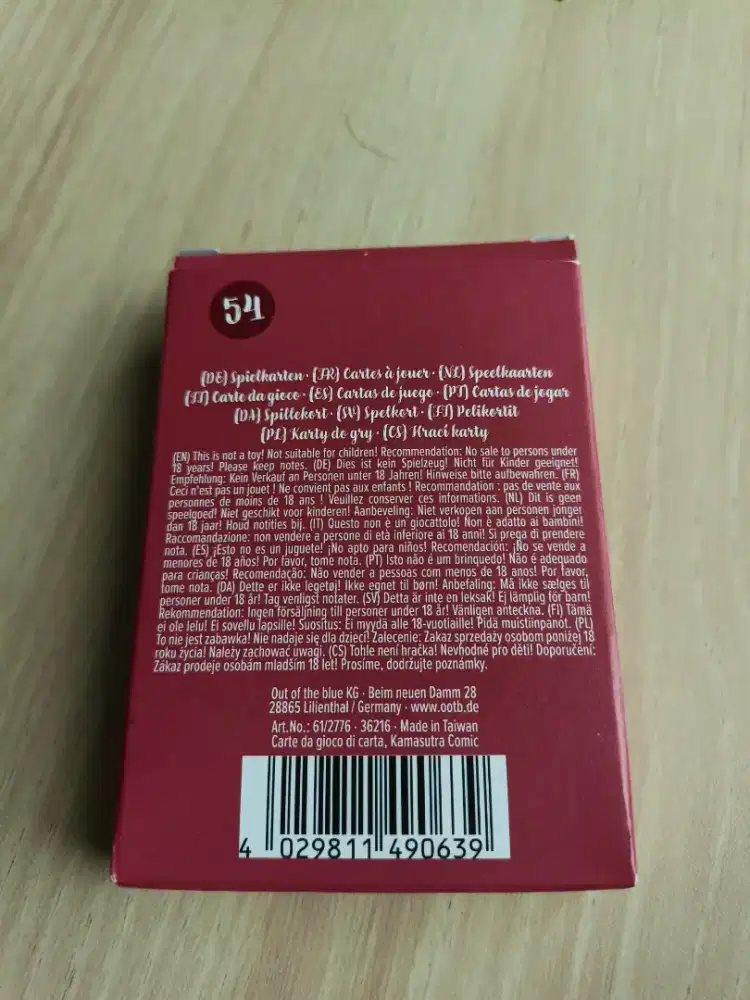 54
(DE) Spielkarten · (FR) Cartes à jouer · (NL) Speelkaarten
(IT) Carte da gioco · (ES) Cartas de juego · (PT) Cartas de jogar
(DA) Spillekort · (SV) Spelkort · (FI) Pelikortit
(PL) Karty do gry · (CS) Hrací karty
(EN) This is not a toy! Not suitable for children! Recommendation: No sale to persons under
18 years! Please keep notes. (DE) Dies ist kein Spielzeug! Nicht für Kinder geeignet!
Empfehlung: Kein Verkauf an Personen unter 18 Jahren! Hinweise bitte aufbewahren. (FR)
Ceci n'est pas un jouet ! Ne convient pas aux enfants ! Recommandation : pas de vente aux
personnes de moins de 18 ans ! Veuillez conserver ces informations. (NL) Dit is geen
speelgoed! Niet geschikt voor kinderen! Aanbeveling: Niet verkopen aan personen jonger
dan 18 jaar! Houd notities bij. (IT) Questo non è un giocattolo! Non è adatto ai bambini!
Raccomandazione: non vendere a persone di età inferiore ai 18 anni! Si prega di prendere
nota. (ES) ¡Esto no es un juguete! ¡No apto para niños! Recomendación: ¡No se vende a
menores de 18 años! Por favor, tome nota. (PT) Isto não é um brinquedo! Não é adequado
para crianças! Recomendação: Não vender a pessoas com menos de 18 anos! Por favor,
tome nota. (DA) Dette er ikke legetøj! Ikke egnet til børn! Anbefaling: Må ikke sælges til
personer under 18 år! Tag venligst notater. (SV) Detta är inte en leksak! Ej lämplig för barn!
Rekommendation: Ingen försäljning till personer under 18 år! Vänligen anteckna. (FI) Tämä
ei ole lelu! Ei sovellu lapsille! Suositus: Ei myydä alle 18-vuotiaille! Pidä muistiinpanot. (PL)
To nie jest zabawka! Nie nadaje się dla dzieci! Zalecenie: Zakaz sprzedaży osobom poniżej 18
roku życia! Należy zachować uwagi. (CS) Tohle není hračka! Nevhodné pro děti! Doporučení:
Zákaz prodeje osobám mladším 18 let! Prosíme, dodržujte poznámky.
Out of the blue KG · Beim neuen Damm 28
28865 Lilienthal / Germany · www.ootb.de
Art.No.: 61/2776 · 36216 · Made in Taiwan
Carte da gioco di carta, Kamasutra Comic
4 029811 490639